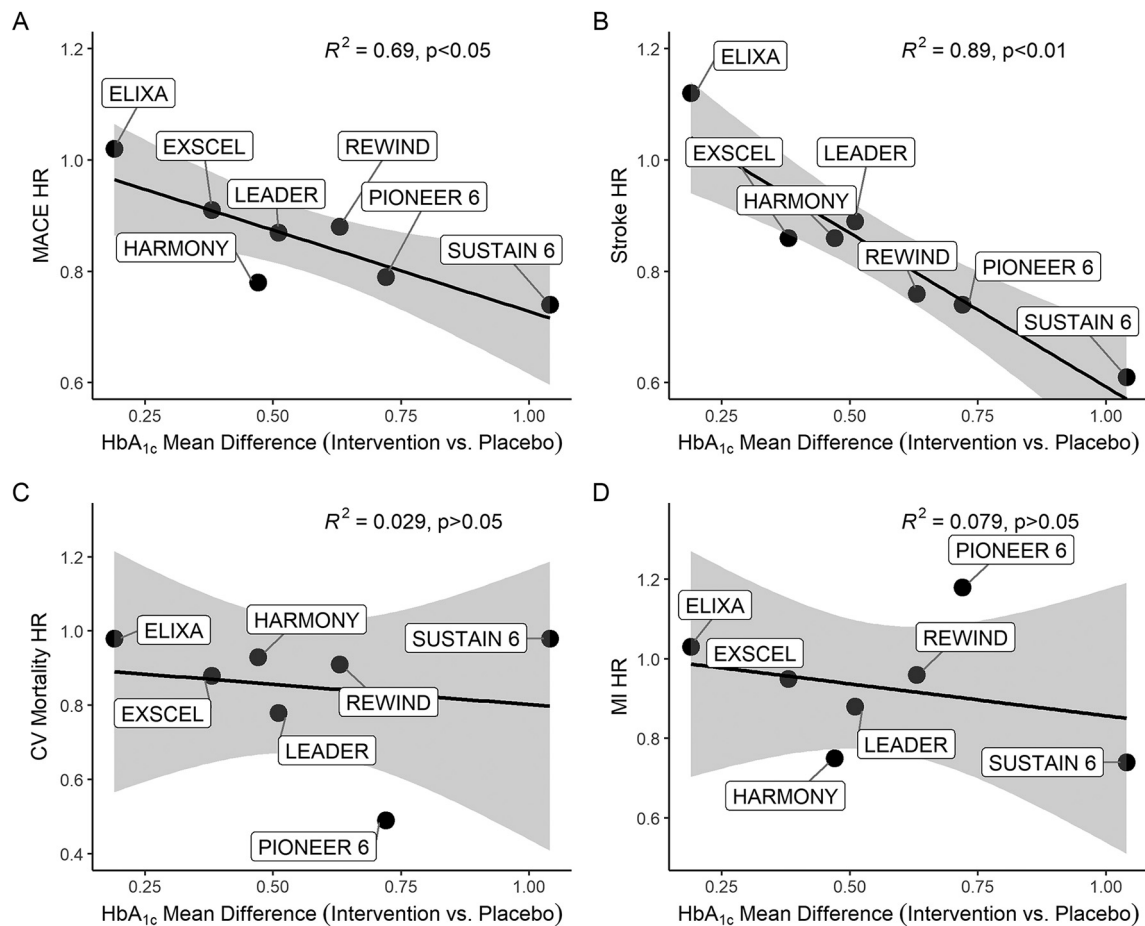 A
R² = 0.69, p<0.05
1.2
1.0
0.8
0.6
MACE HR
ELIXA
EXSCEL
REWIND
LEADER
PIONEER 6
HARMONY
SUSTAIN 6
0.25 0.50 0.75 1.00
HbA1c Mean Difference (Intervention vs. Placebo)
B
R² = 0.89, p<0.01
1.2
1.0
0.8
0.6
Stroke HR
ELIXA
EXSCEL
LEADER
HARMONY
REWIND
PIONEER 6
SUSTAIN 6
0.25 0.50 0.75 1.00
HbA1c Mean Difference (Intervention vs. Placebo)
C
R² = 0.029, p>0.05
1.2
1.0
0.8
0.6
0.4
CV Mortality HR
ELIXA
HARMONY
SUSTAIN 6
EXSCEL
REWIND
LEADER
PIONEER 6
0.25 0.50 0.75 1.00
HbA1c Mean Difference (Intervention vs. Placebo)
D
R² = 0.079, p>0.05
1.2
1.0
0.8
0.6
MI HR
PIONEER 6
ELIXA
REWIND
EXSCEL
LEADER
SUSTAIN 6
HARMONY
0.25 0.50 0.75 1.00
HbA1c Mean Difference (Intervention vs. Placebo)